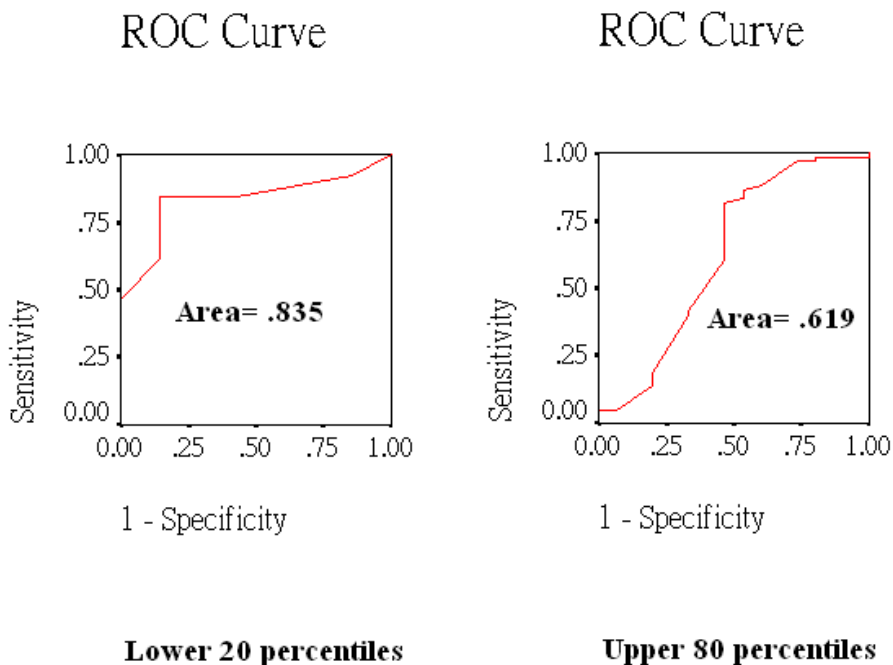 ROC Curve
1.00
.75
.50
.25
0.00
Sensitivity
Area= .835
0.00 .25 .50 .75 1.00
1 - Specificity
Lower 20 percentiles
ROC Curve
1.00
.75
.50
.25
0.00
Sensitivity
Area= .619
0.00 .25 .50 .75 1.00
1 - Specificity
Upper 80 percentiles